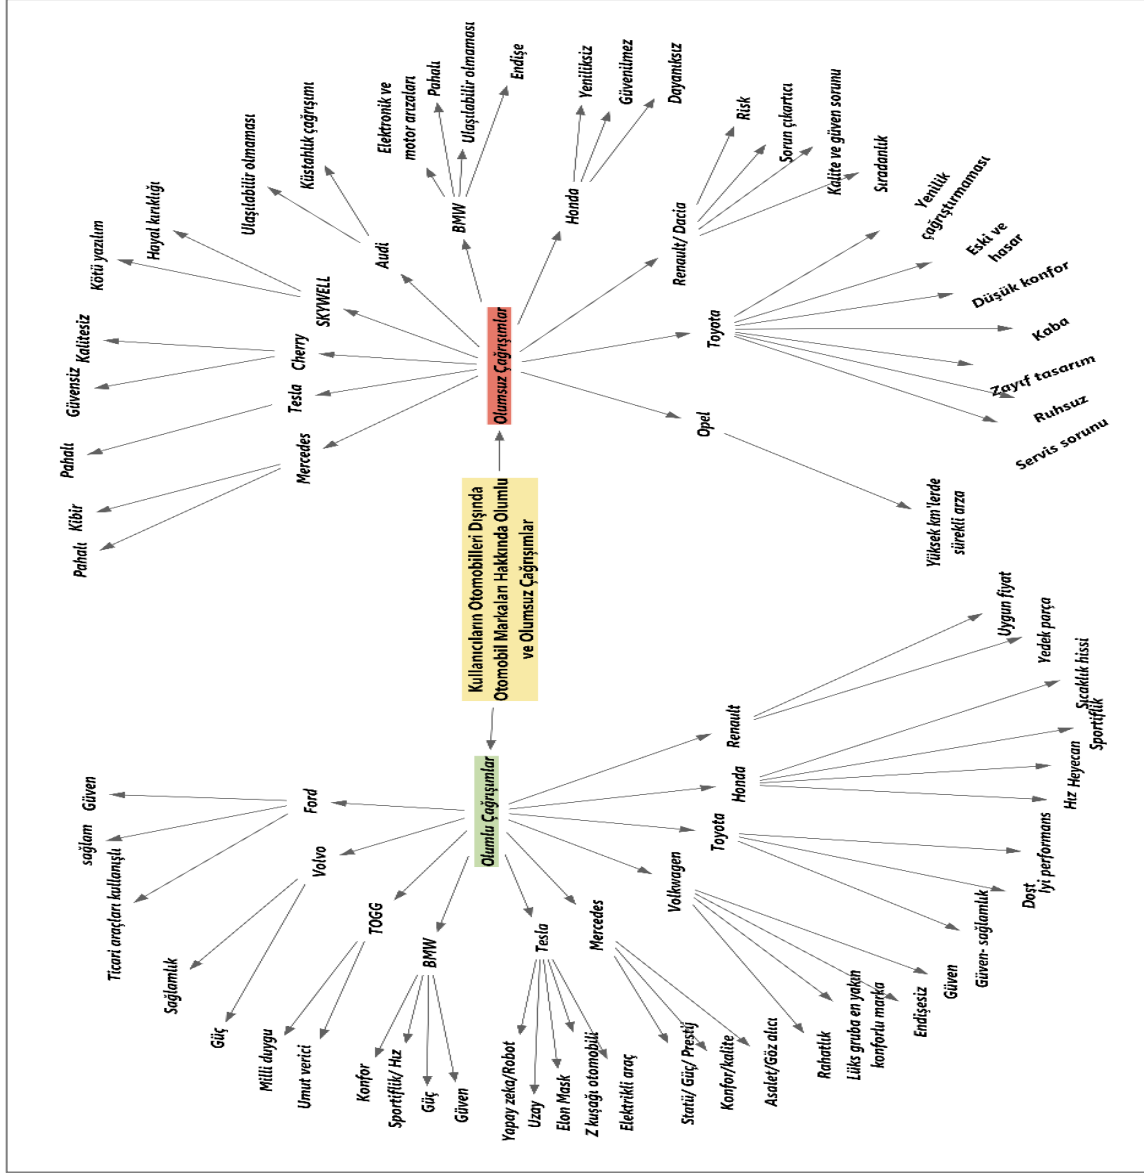 Kullanıcıların Otomobilleri Dışında
Otomobil Markaları Hakkında Olumlu
ve Olumsuz Çağrışımlar
Olumsuz Çağrışımlar
Mercedes
Pahalı
Kibir
Tesla
Pahalı
Cherry
Güvensiz
Kalitesiz
SKYWELL
Kötü yazılım
Hayal kırıklığı
Audi
Ulaşılabilir olmaması
Küstahlık çağrışımı
BMW
Elektronik ve
motor arızaları
Pahalı
Ulaşılabilir olmaması
Endişe
Honda
Yeniliksiz
Güvenilmez
Dayanıksız
Renault/ Dacia
Risk
Sorun çıkartıcı
Kalite ve güven sorunu
Sıradanlık
Toyota
Yenilik
çağrıştırmaması
Eski ve
hasar
Düşük konfor
Kaba
Zayıf tasarım
Ruhsuz
Servis sorunu
Opel
Yüksek km'lerde
sürekli arza
Olumlu Çağrışımlar
Ford
Güven
sağlam
Ticari araçları kullanışlı
Volvo
Sağlamlık
Güç
TOGG
Milli duygu
Umut verici
BMW
Konfor
Sportiflik/ Hız
Güç
Güven
Tesla
Yapay zeka/Robot
Uzay
Elon Mask
Z kuşağı otomobili
Elektrikli araç
Mercedes
Statü/ Güç/ Prestij
Konfor/kalite
Asalet/Göz alıcı
Volkwagen
Rahatlık
Lüks gruba en yakın
konforlu marka
Endişesiz
Güven
Toyota
Güven- sağlamlık
Dost
İyi performans
Honda
Hız
Heyecan
Sportiflik
Sıcaklık hissi
Renault
Yedek parça
Uygun fiyat